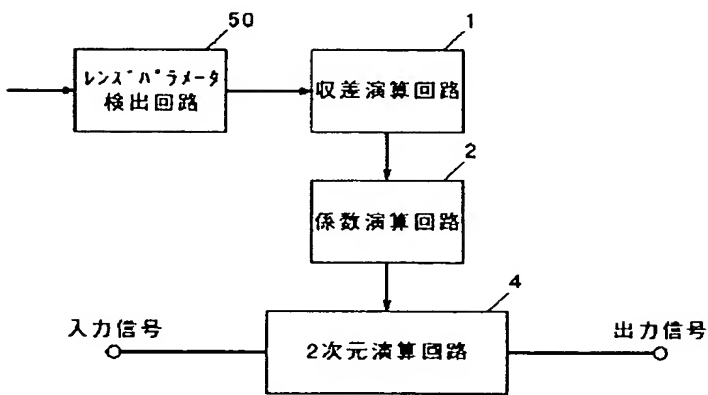 50
1
レンズパラメータ
検出回路
収差演算回路
2
係数演算回路
4
入力信号
2次元演算回路
出力信号